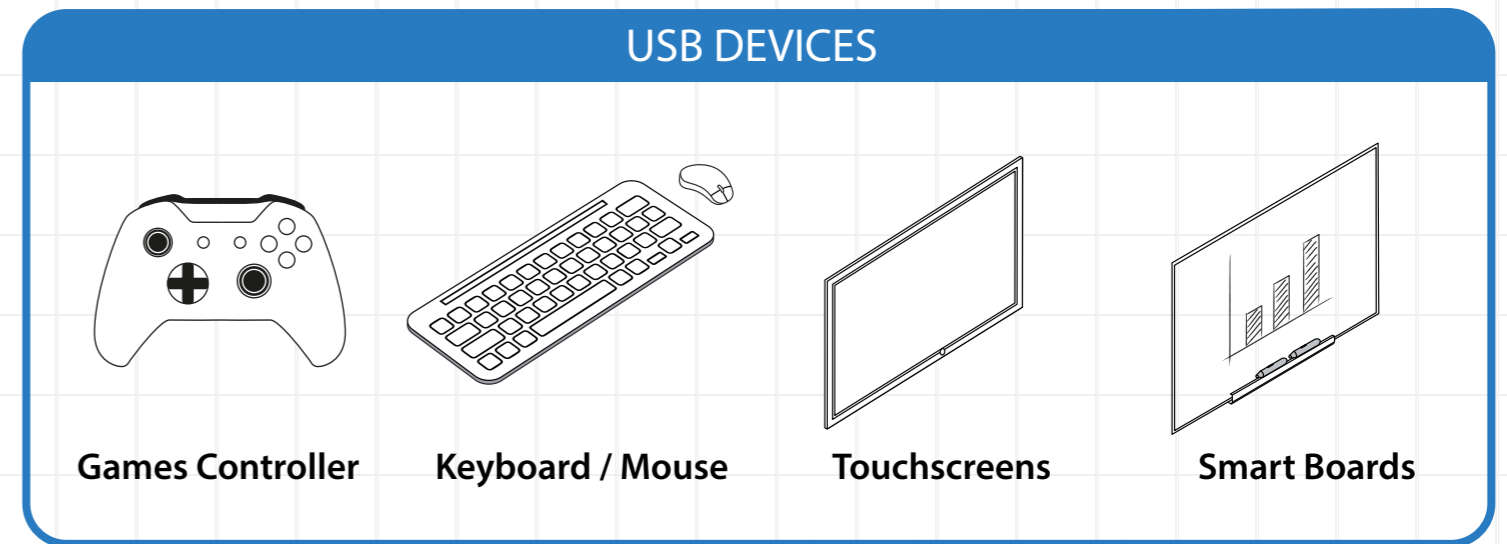 USB DEVICES
Games Controller
Keyboard / Mouse
Touchscreens
Smart Boards